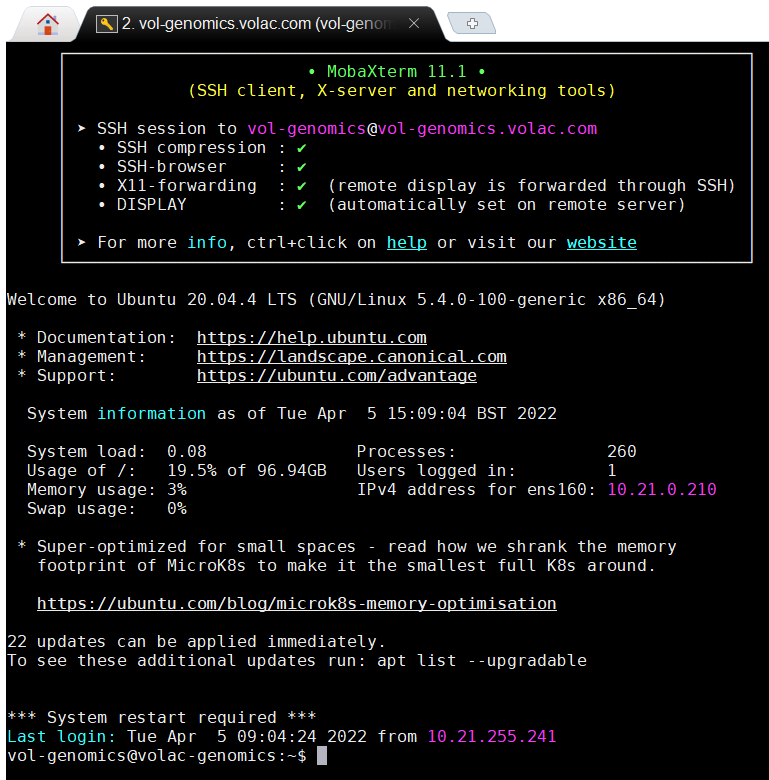 2. vol-genomics.volac.com (vol-genom
• MobaXterm 11.1 •
(SSH client, X-server and networking tools)
➤ SSH session to vol-genomics@vol-genomics.volac.com
• SSH compression : ✔
• SSH-browser : ✔
• X11-forwarding : ✔ (remote display is forwarded through SSH)
• DISPLAY : ✔ (automatically set on remote server)
➤ For more info, ctrl+click on help or visit our website
Welcome to Ubuntu 20.04.4 LTS (GNU/Linux 5.4.0-100-generic x86_64)
* Documentation: https://help.ubuntu.com
* Management: https://landscape.canonical.com
* Support: https://ubuntu.com/advantage
System information as of Tue Apr 5 15:09:04 BST 2022
System load: 0.08 Processes: 260
Usage of /: 19.5% of 96.94GB Users logged in: 1
Memory usage: 3% IPv4 address for ens160: 10.21.0.210
Swap usage: 0%
* Super-optimized for small spaces - read how we shrank the memory
footprint of MicroK8s to make it the smallest full K8s around.
https://ubuntu.com/blog/microk8s-memory-optimisation
22 updates can be applied immediately.
To see these additional updates run: apt list --upgradable
*** System restart required ***
Last login: Tue Apr 5 09:04:24 2022 from 10.21.255.241
vol-genomics@volac-genomics:~$